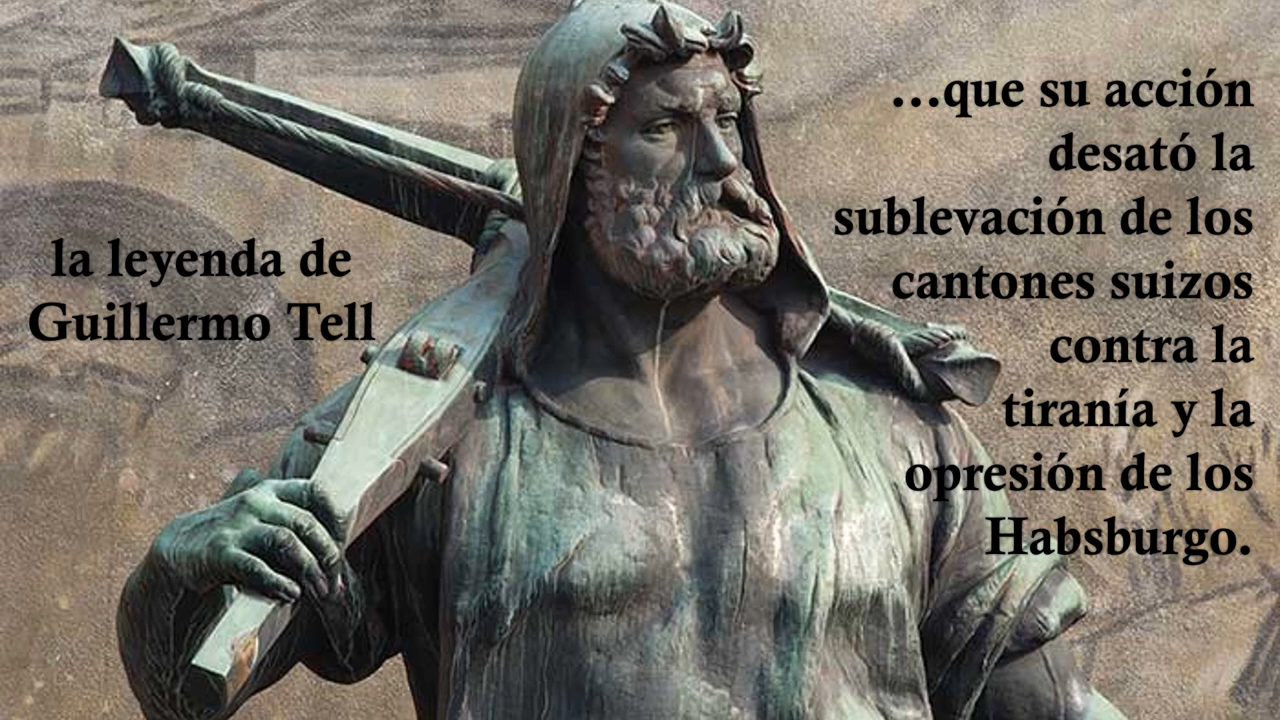 la leyenda de
Guillermo Tell
...que su acción
desató la
sublevación de los
cantones suizos
contra la
tiranía y la
opresión de los
Habsburgo.